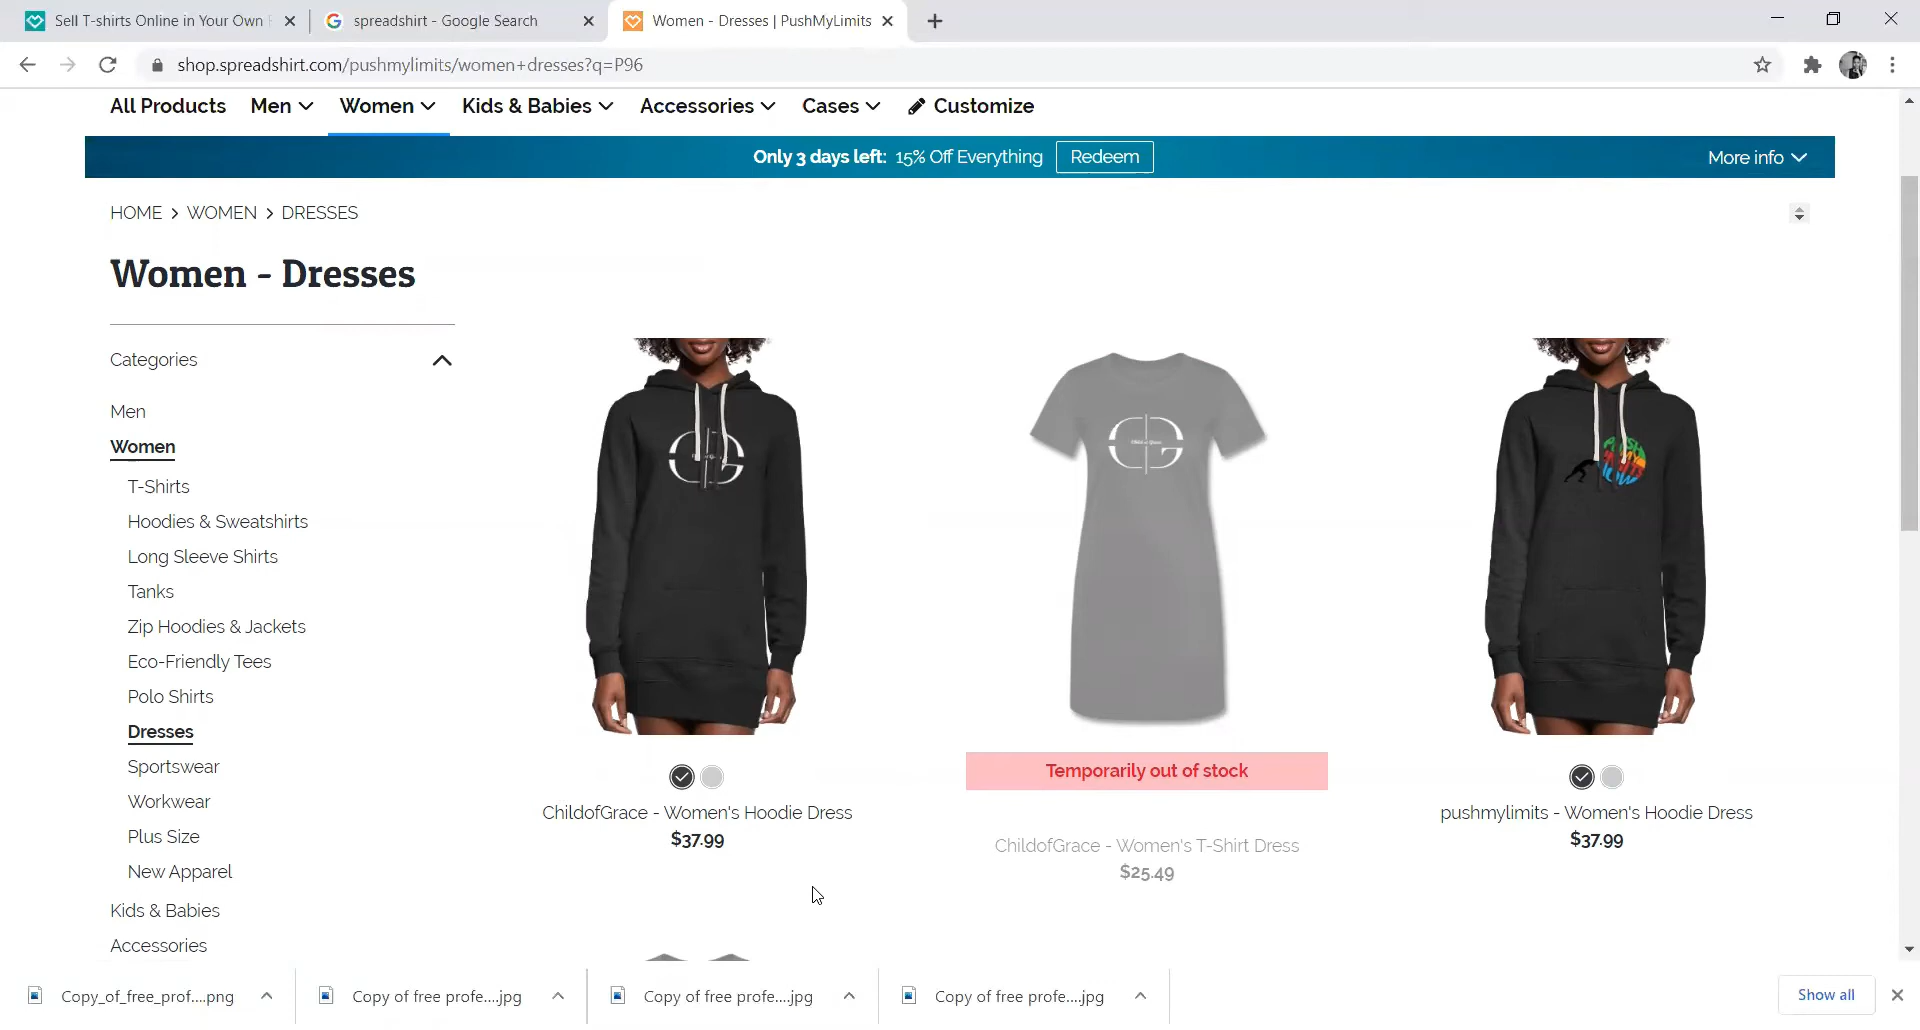 Sell T-shirts Online in Your Own
spreadshirt - Google Search
Women - Dresses | PushMyLimits
shop.spreadshirt.com/pushmylimits/women+dresses?q=P96
All Products Men Women Kids & Babies Accessories Cases Customize
Only 3 days left: 15% Off Everything Redeem More info
HOME > WOMEN > DRESSES
Women - Dresses
Categories
Men
Women
T-Shirts
Hoodies & Sweatshirts
Long Sleeve Shirts
Tanks
Zip Hoodies & Jackets
Eco-Friendly Tees
Polo Shirts
Dresses
Sportswear
Workwear
Plus Size
New Apparel
Kids & Babies
Accessories
ChildofGrace - Women's Hoodie Dress
$37.99
Temporarily out of stock
ChildofGrace - Women's T-Shirt Dress
$25.49
pushmylimits - Women's Hoodie Dress
$37.99
Copy_of_free_prof....png
Copy of free profe....jpg
Copy of free profe....jpg
Copy of free profe....jpg
Show all